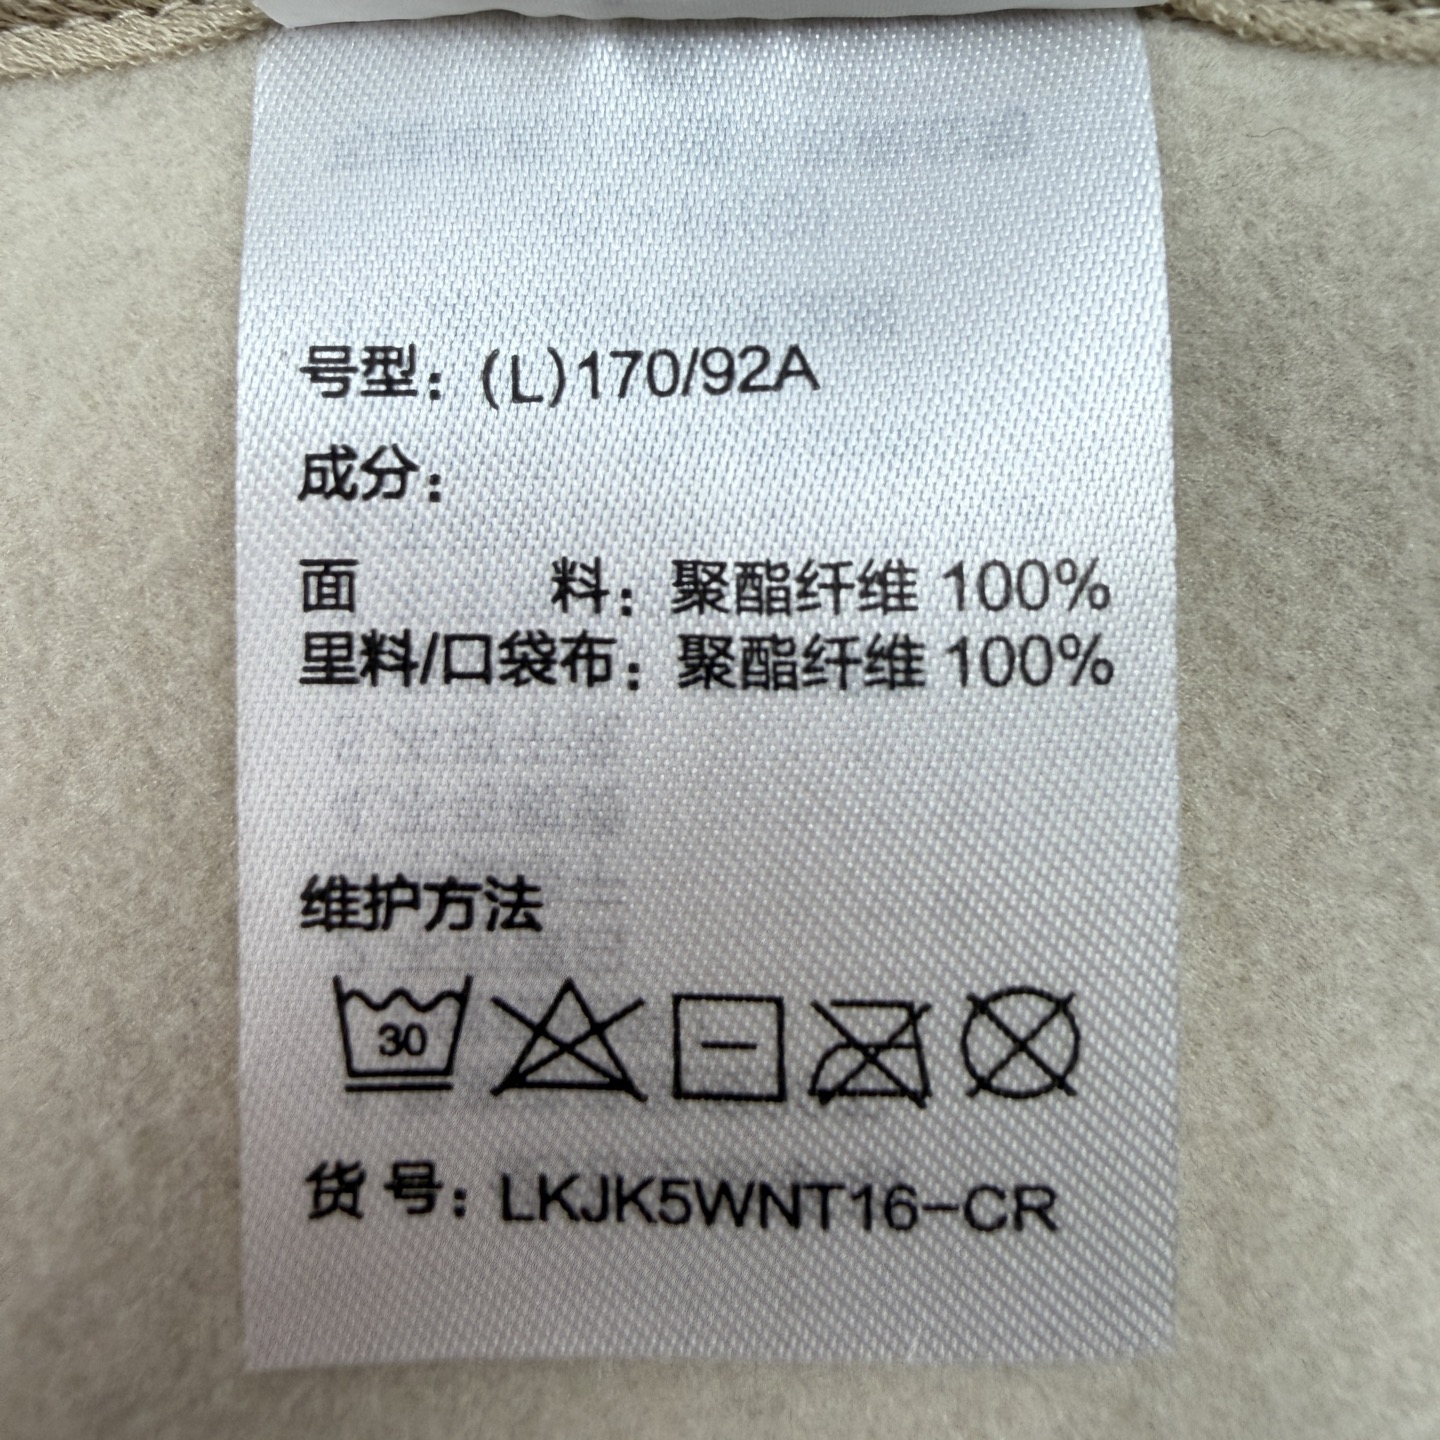 号型：(L)170/92A
成分：
面 料：聚酯纤维 100%
里料/口袋布：聚酯纤维 100%
维护方法
30
货 号：LKJK5WNT16-CR